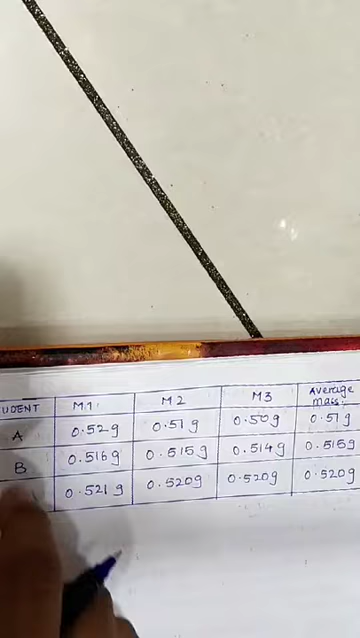 UDENT M1 M2 M3 Average mass.
A 0.52g 0.51g 0.50g 0.51g
B 0.516g 0.515g 0.514g 0.515g
0.521g 0.520g 0.520g 0.520g